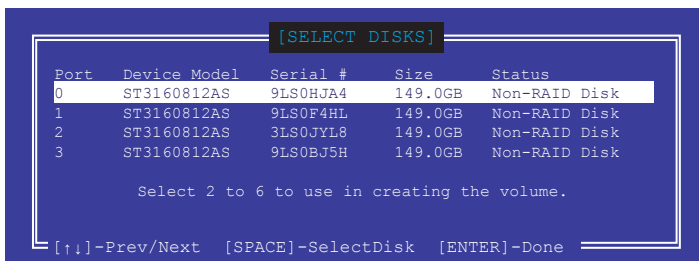 [SELECT DISKS]
Port Device Model Serial # Size Status
0 ST3160812AS 9LS0HJA4 149.0GB Non-RAID Disk
1 ST3160812AS 9LS0F4HL 149.0GB Non-RAID Disk
2 ST3160812AS 3LS0JYL8 149.0GB Non-RAID Disk
3 ST3160812AS 9LS0BJ5H 149.0GB Non-RAID Disk
Select 2 to 6 to use in creating the volume.
[↑↓]-Prev/Next [SPACE]-SelectDisk [ENTER]-Done